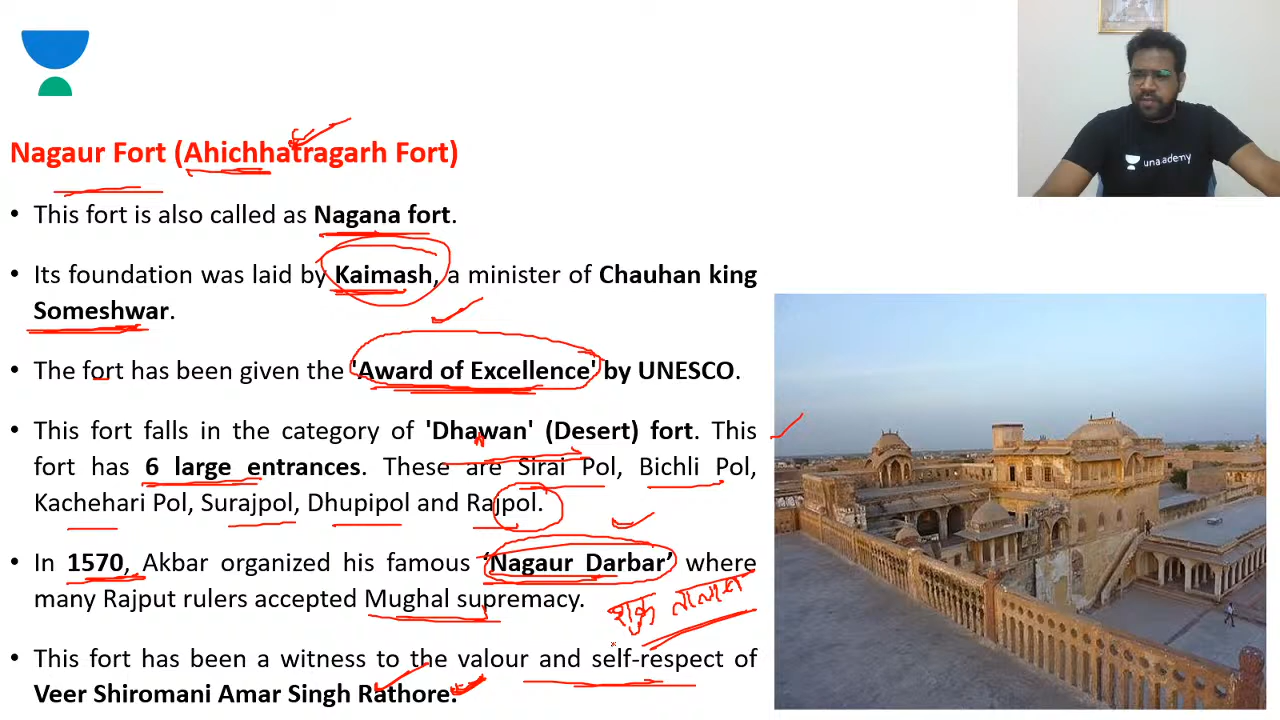 Nagaur Fort (Ahichhatragarh Fort)
• This fort is also called as Nagana fort.
• Its foundation was laid by Kaimash, a minister of Chauhan king
Someshwar.
• The fort has been given the 'Award of Excellence' by UNESCO.
• This fort falls in the category of 'Dhawan' (Desert) fort. This
fort has 6 large entrances. These are Sirai Pol, Bichli Pol,
Kachehari Pol, Surajpol, Dhupipol and Rajpol.
• In 1570, Akbar organized his famous ‘Nagaur Darbar’ where
many Rajput rulers accepted Mughal supremacy.
• This fort has been a witness to the valour and self-respect of
Veer Shiromani Amar Singh Rathore.
unacademy